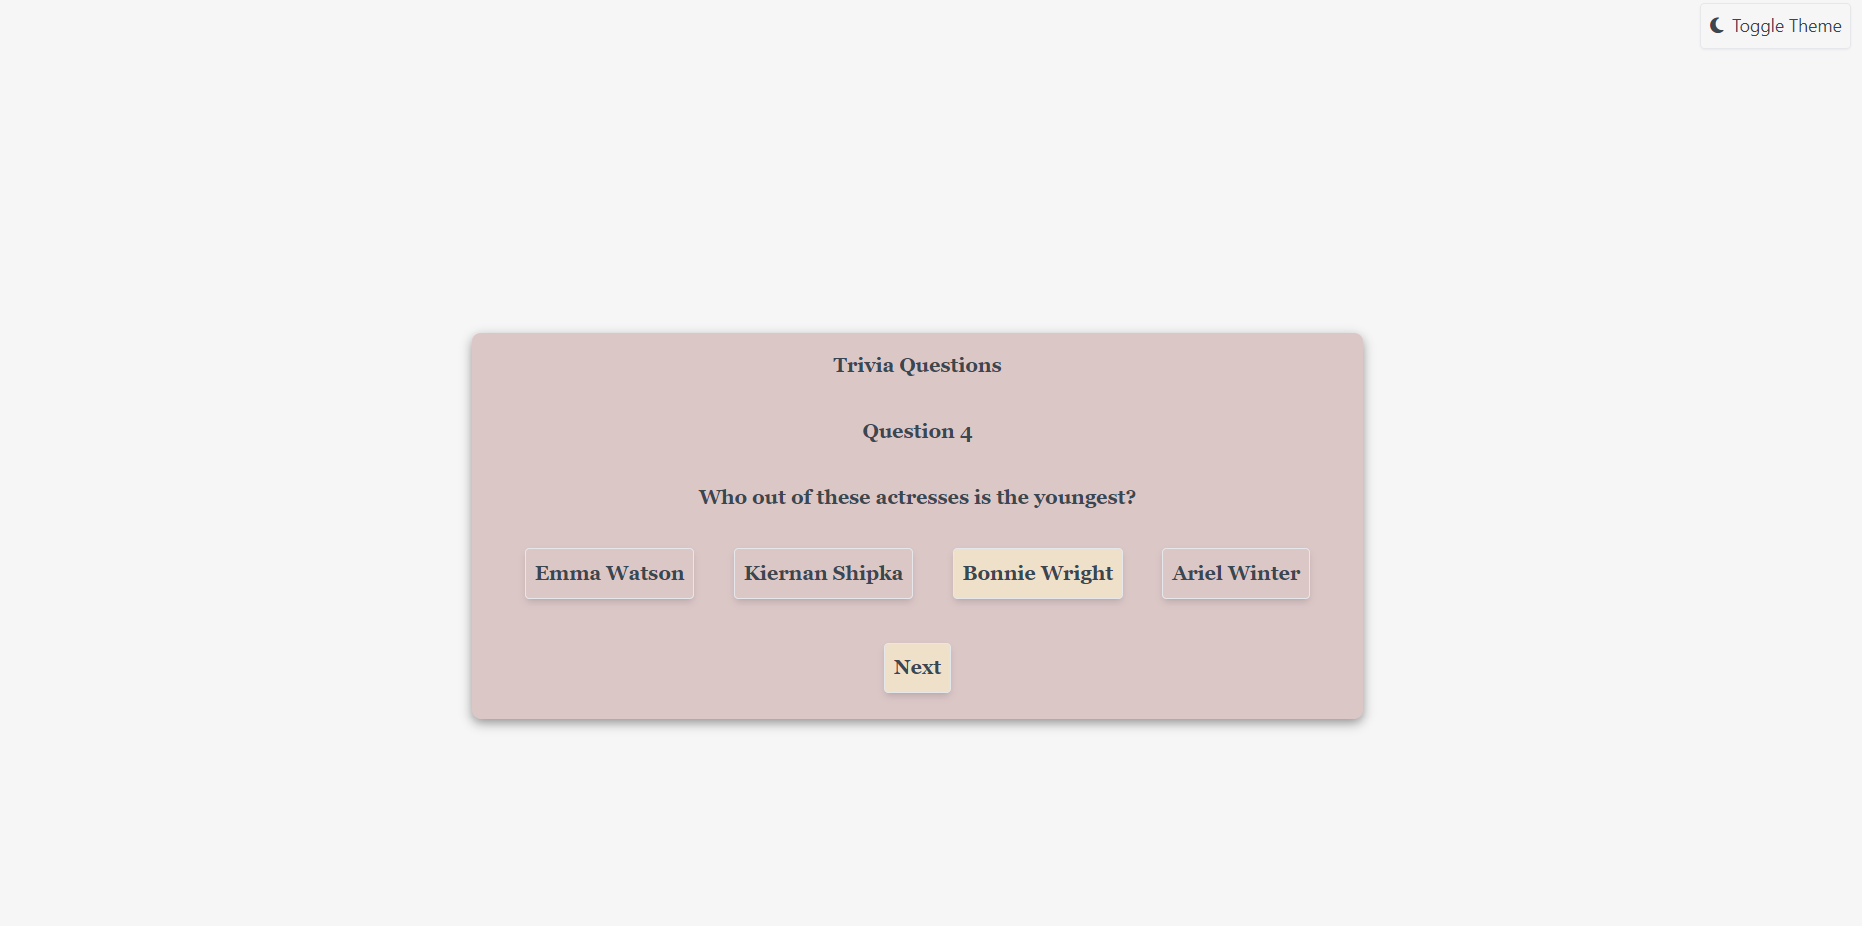 Toggle Theme
Trivia Questions
Question 4
Who out of these actresses is the youngest?
Emma Watson Kiernan Shipka Bonnie Wright Ariel Winter
Next